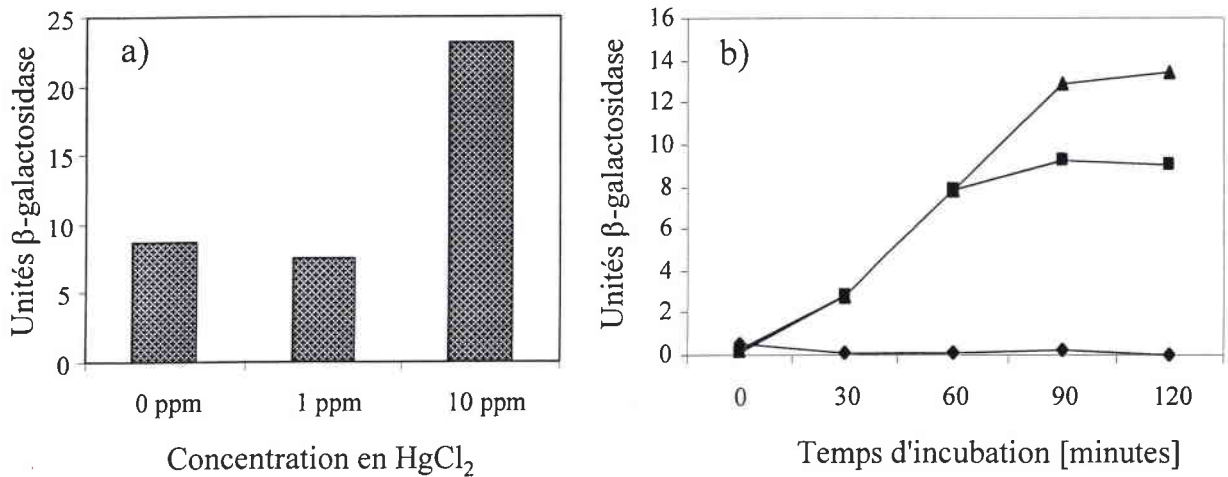 a)
Unités β-galactosidase
25
20
15
10
5
0
0 ppm 1 ppm 10 ppm
Concentration en HgCl₂
b)
Unités β-galactosidase
16
14
12
10
8
6
4
2
0
0 30 60 90 120
Temps d'incubation [minutes]